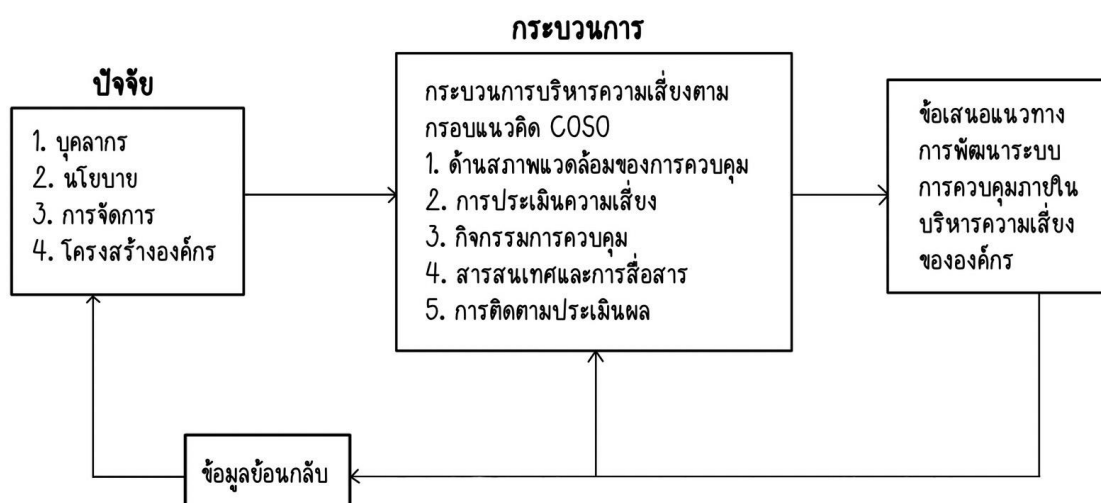 กระบวนการ
ปัจจัย
1. บุคลากร
2. นโยบาย
3. การจัดการ
4. โครงสร้างองค์กร
กระบวนการบริหารความเสี่ยงตาม
กรอบแนวคิด COSO
1. ด้านสภาพแวดล้อมของการควบคุม
2. การประเมินความเสี่ยง
3. กิจกรรมการควบคุม
4. สารสนเทศและการสื่อสาร
5. การติดตามประเมินผล
ข้อเสนอแนวทาง
การพัฒนาระบบ
การควบคุมภายใน
บริหารความเสี่ยง
ขององค์กร
ข้อมูลย้อนกลับ